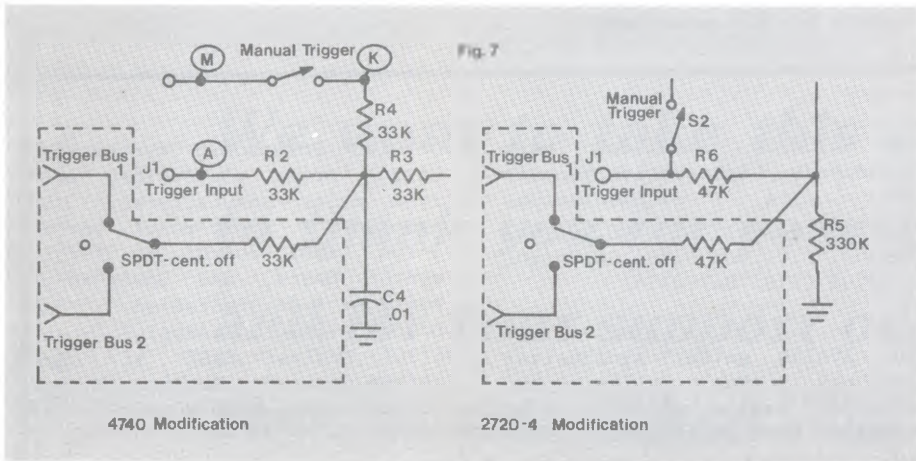 Fig. 7
M
Manual Trigger
K
R4
33K
Trigger Bus
1
J1
A
R2
R3
Trigger Input
33K
33K
SPDT-cent. off
33K
C4
.01
Trigger Bus 2
4740 Modification
Manual
Trigger
S2
Trigger Bus
1
J1
R6
Trigger Input
47K
R5
330K
SPDT-cent. off
47K
Trigger Bus 2
2720-4 Modification